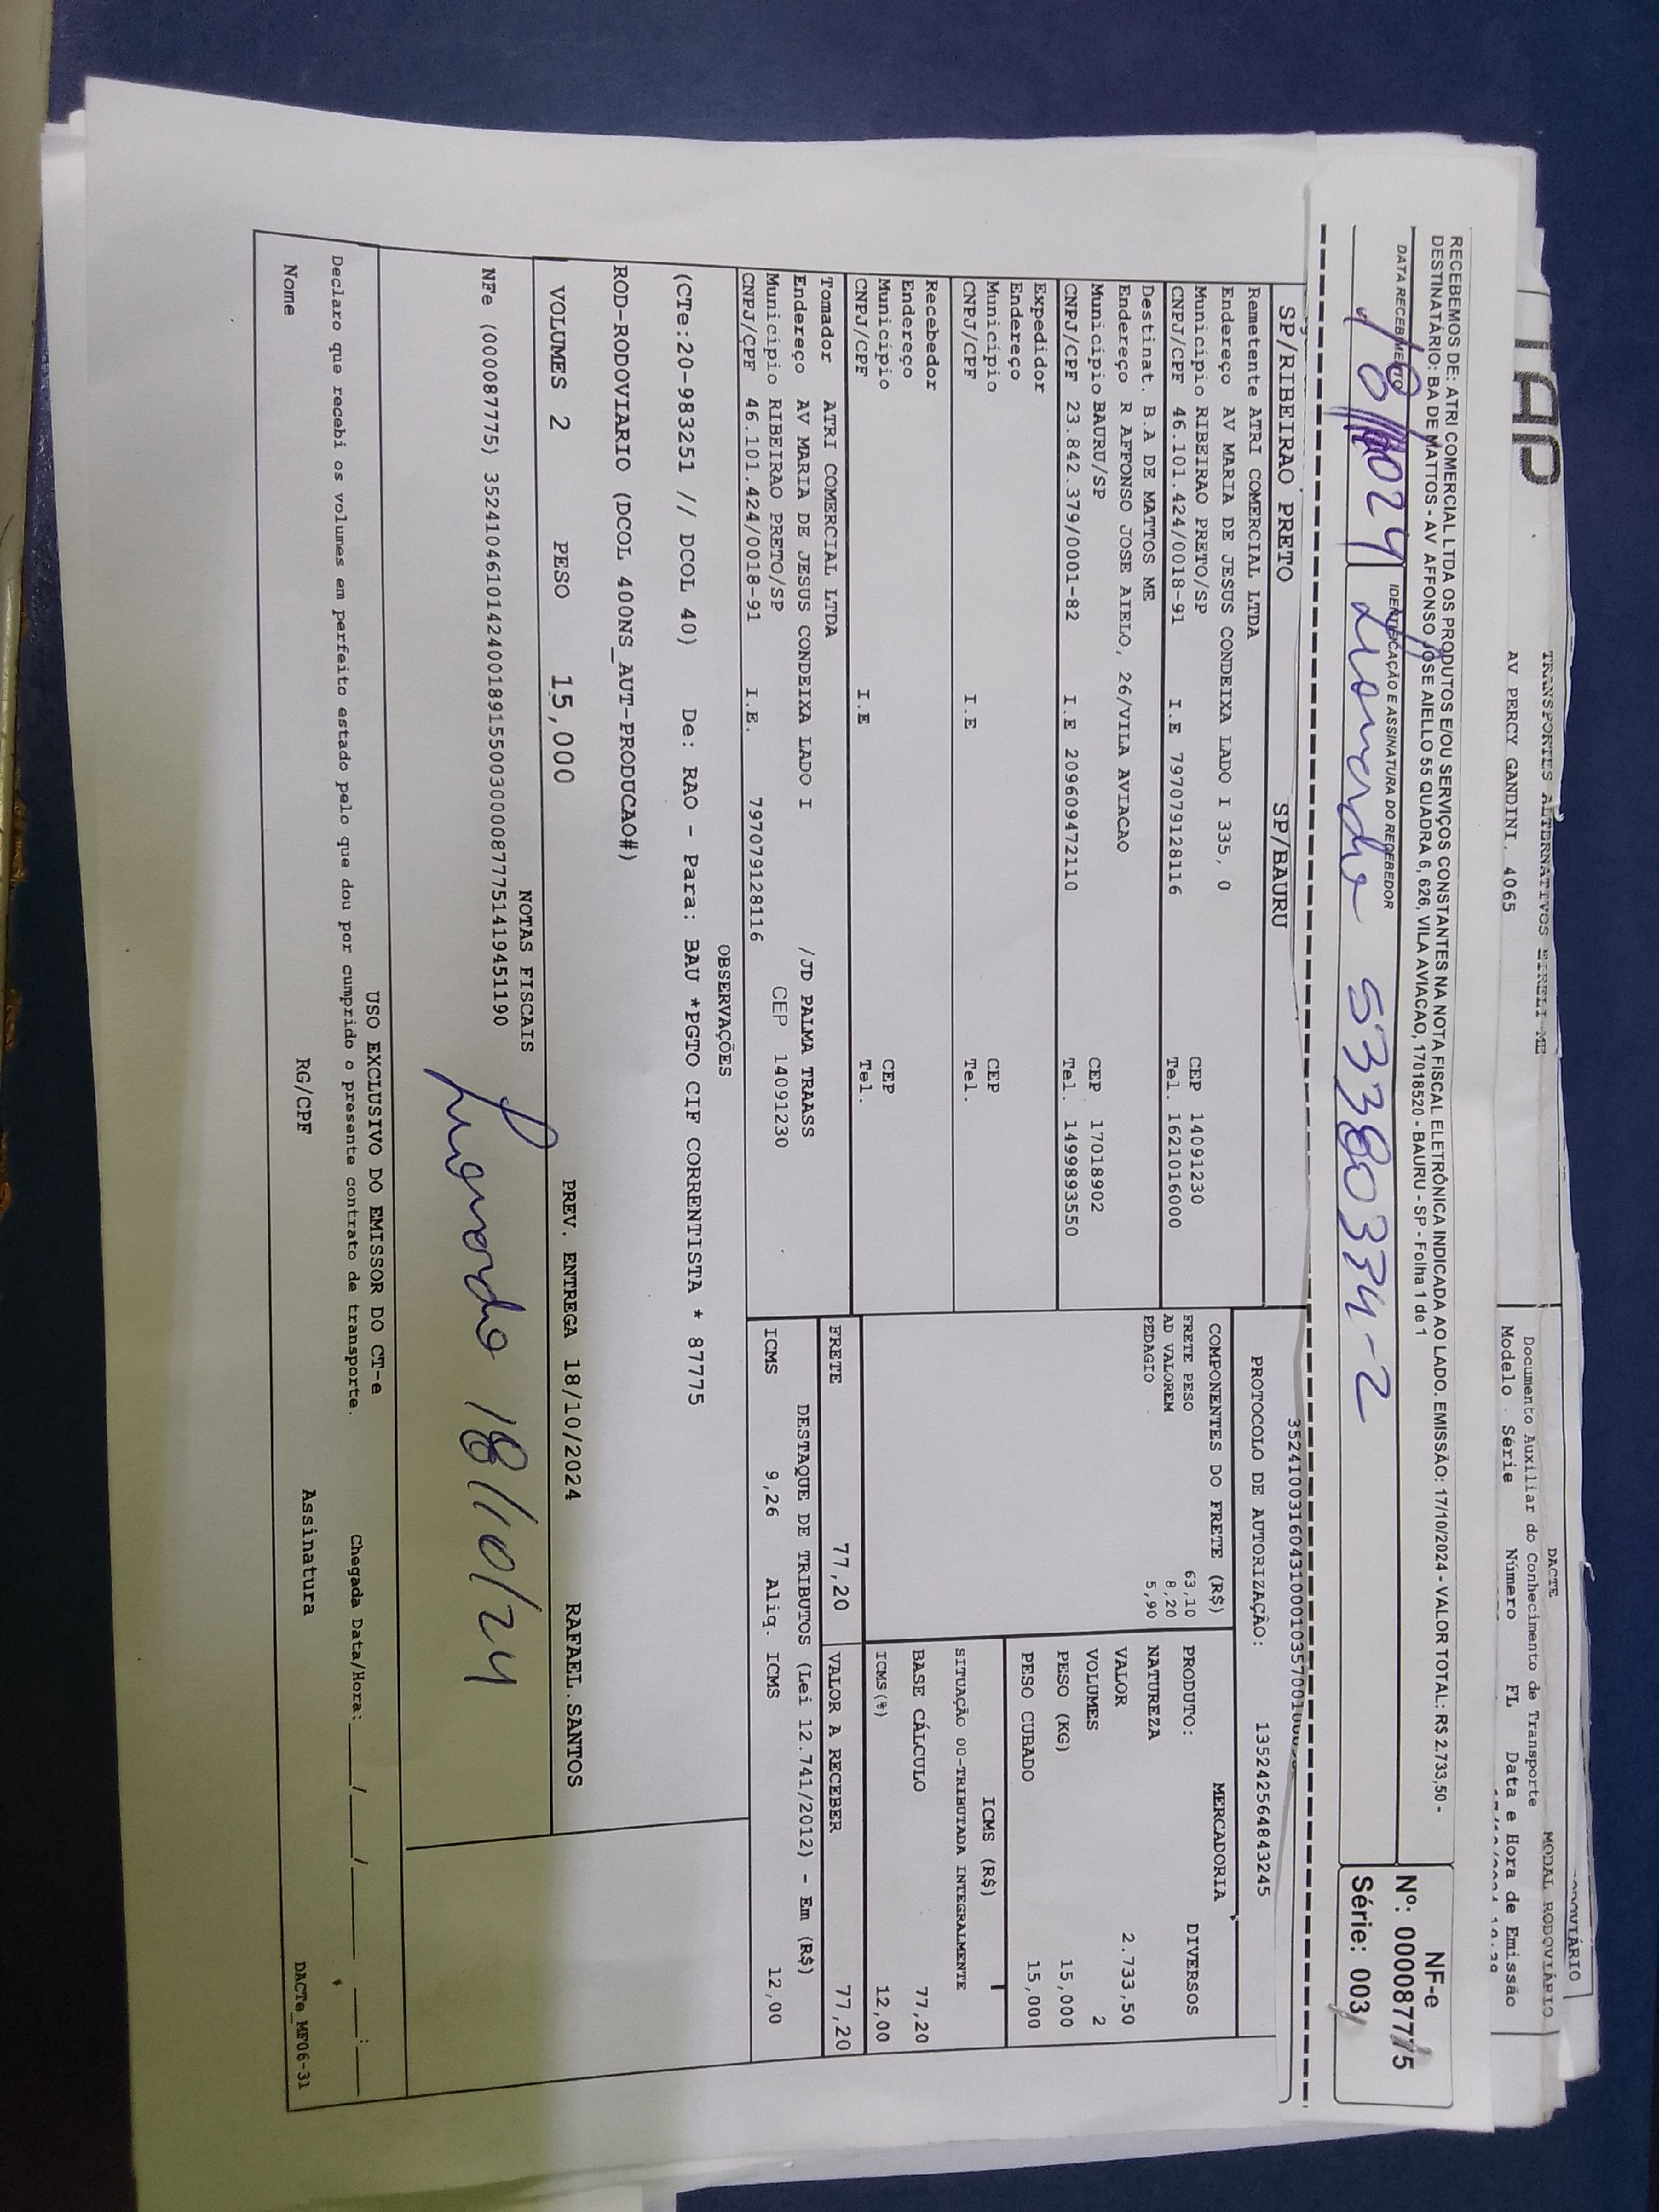 TAP
TRANSPORTES ALTERNATIVOS EIRELI ME
AV PERCY GANDINI, 4065
DACTE
Documento Auxiliar do Conhecimento de Transporte
Modelo Série Número FL Data e Hora de Emissão
MODAL RODOVIÁRIO
RECEBEMOS DE: ATRI COMERCIAL LTDA OS PRODUTOS E/OU SERVIÇOS CONSTANTES NA NOTA FISCAL ELETRÔNICA INDICADA AO LADO. EMISSÃO: 17/10/2024 - VALOR TOTAL: R$ 2.733,50 -
DESTINATÁRIO: BA DE MATTOS - AV AFFONSO JOSE AIELLO 55 QUADRA 6, 626, VILA AVIACAO, 17018520 - BAURU - SP - Folha 1 de 1
DATA RECEBIMENTO
IDENTIFICAÇÃO E ASSINATURA DO RECEBEDOR
53380334-2
NF-e
Nº: 000087775
Série: 003
SP/RIBEIRAO PRETO SP/BAURU
Remetente ATRI COMERCIAL LTDA
Endereço AV MARIA DE JESUS CONDEIXA LADO I 335, 0
Municipio RIBEIRAO PRETO/SP CEP 14091230
CNPJ/CPF 46.101.424/0018-91 I.E 797079128116 Tel. 1621016000
Destinat. B.A DE MATTOS ME
Endereço R AFFONSO JOSE AIELO, 26/VILA AVIACAO
Municipio BAURU/SP CEP 17018902
CNPJ/CPF 23.842.379/0001-82 I.E 209609472110 Tel. 14998935550
Expedidor
Endereço
Municipio CEP
CNPJ/CPF I.E Tel.
Recebedor
Endereço
Municipio CEP
CNPJ/CPF I.E Tel.
Tomador ATRI COMERCIAL LTDA
Endereço AV MARIA DE JESUS CONDEIXA LADO I /JD PALMA TRAASS
Municipio RIBEIRAO PRETO/SP CEP 14091230
CNPJ/CPF 46.101.424/0018-91 I.E. 797079128116
PROTOCOLO DE AUTORIZAÇÃO: 135242564843245
COMPONENTES DO FRETE (R$)
FRETE PESO 63,10
AD VALOREM 8,20
PEDAGIO 5,90
MERCADORIA
PRODUTO: DIVERSOS
NATUREZA
VALOR 2.733,50
VOLUMES 2
PESO (KG) 15,000
PESO CUBADO 15,000
ICMS (R$)
SITUAÇÃO 00-TRIBUTADA INTEGRALMENTE
BASE CÁLCULO 77,20
ICMS(%) 12,00
FRETE 77,20 VALOR A RECEBER 77,20
DESTAQUE DE TRIBUTOS (Lei 12.741/2012) - Em (R$)
ICMS 9,26 Aliq. ICMS 12,00
OBSERVAÇÕES
(CTe:20-983251 // DCOL 40) De: RAO - Para: BAU *PGTO CIF CORRENTISTA * 87775
ROD-RODOVIARIO (DCOL 400NS_AUT-PRODUCAO#)
VOLUMES 2 PESO 15,000 PREV. ENTREGA 18/10/2024 RAFAEL.SANTOS
NOTAS FISCAIS
NFe (000087775) 35241046101424001891550030000877751419451190
18/10/24
USO EXCLUSIVO DO EMISSOR DO CT-e
Declaro que recebi os volumes em perfeito estado pelo que dou por cumprido o presente contrato de transporte. Chegada Data/Hora:____/____/____ ____:____
Nome RG/CPF Assinatura
DACTe_MF06-31